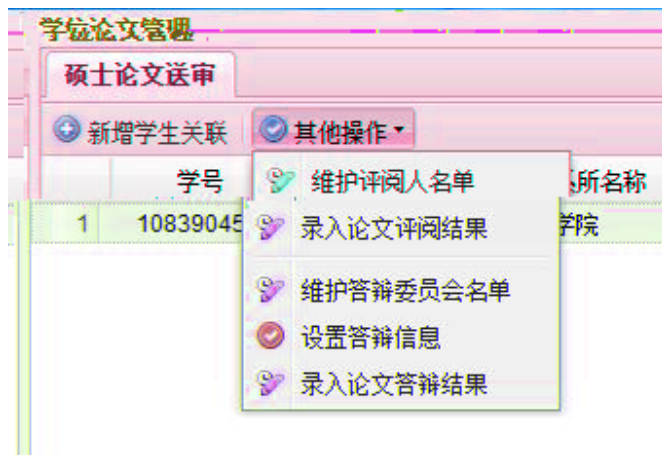 学位论文管理
硕士论文送审
新增学生关联 其他操作
学号 所名称
1 10839045 学院
维护评阅人名单
录入论文评阅结果
维护答辩委员会名单
设置答辩信息
录入论文答辩结果